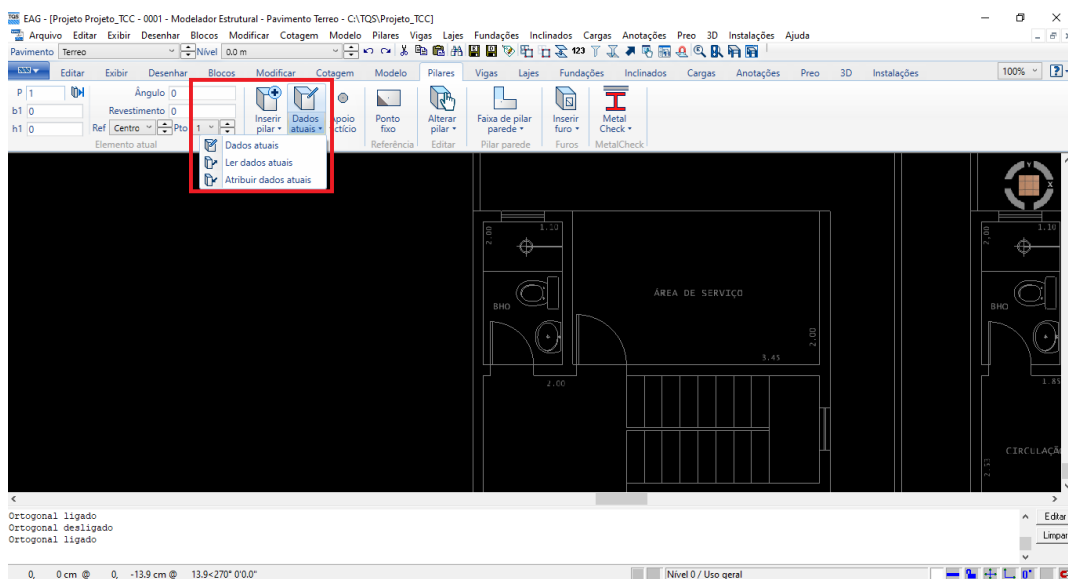 TQS EAG - [Projeto Projeto_TCC - 0001 - Modelador Estrutural - Pavimento Terreo - C:\TQS\Projeto_TCC]
Arquivo Editar Exibir Desenhar Blocos Modificar Cotagem Modelo Pilares Vigas Lajes Fundações Inclinados Cargas Anotações Preo 3D Instalações Ajuda
Pavimento Terreo Nível 0.0 m 123
Editar Exibir Desenhar Blocos Modificar Cotagem Modelo Pilares Vigas Lajes Fundações Inclinados Cargas Anotações Preo 3D Instalações 100%
P 1 Ângulo 0
b1 0 Revestimento 0
h1 0 Ref Centro Pto 1
Elemento atual
Inserir pilar
Dados atuais
Apoio
ctício
Ponto fixo
Referência
Alterar pilar
Editar
Faixa de pilar parede
Pilar parede
Inserir furo
Furos
Metal Check
MetalCheck
Dados atuais
Ler dados atuais
Atribuir dados atuais
Y
X
2.00 1.10
BHO
ÁREA DE SERVIÇO
2.00
3.45
2.00
2.00 1.10
BHO
1.85
CIRCULAÇÃ
2.53
Ortogonal ligado
Ortogonal desligado
Ortogonal ligado
Editar
Limpar
0, 0 cm @ 0, -13.9 cm @ 13.9<270° 0'0.0" Nível 0 / Uso geral